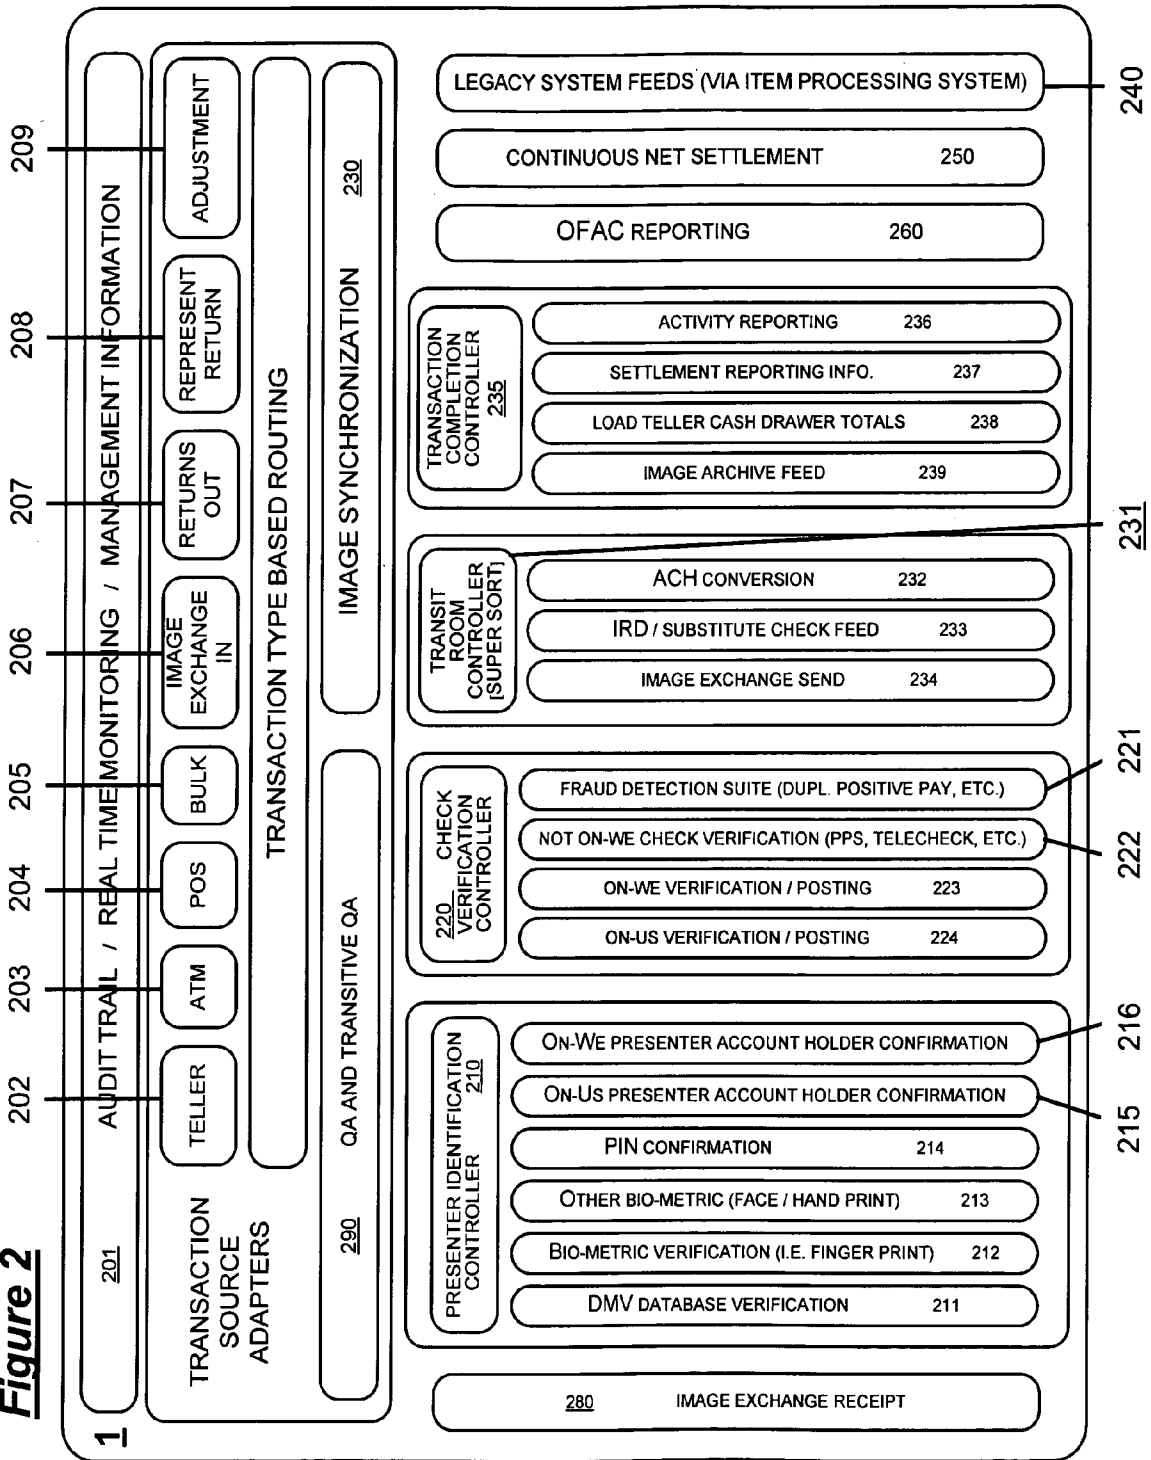 Figure 2
1
202
203
204
205
206
207
208
209
201
AUDIT TRAIL / REAL TIME MONITORING / MANAGEMENT INFORMATION
TRANSACTION
SOURCE
ADAPTERS
TELLER
ATM
POS
BULK
IMAGE
EXCHANGE
IN
RETURNS
OUT
REPRESENT
RETURN
ADJUSTMENT
TRANSACTION TYPE BASED ROUTING
290
QA AND TRANSITIVE QA
IMAGE SYNCHRONIZATION
230
280
IMAGE EXCHANGE RECEIPT
PRESENTER IDENTIFICATION
CONTROLLER 210
ON-WE PRESENTER ACCOUNT HOLDER CONFIRMATION
ON-US PRESENTER ACCOUNT HOLDER CONFIRMATION
PIN CONFIRMATION 214
OTHER BIO-METRIC (FACE / HAND PRINT) 213
BIO-METRIC VERIFICATION (I.E. FINGER PRINT) 212
DMV DATABASE VERIFICATION 211
215
216
220 CHECK
VERIFICATION
CONTROLLER
FRAUD DETECTION SUITE (DUPL. POSITIVE PAY, ETC.)
NOT ON-WE CHECK VERIFICATION (PPS, TELECHECK, ETC.)
ON-WE VERIFICATION / POSTING 223
ON-US VERIFICATION / POSTING 224
222
221
TRANSIT
ROOM
CONTROLLER
[SUPER SORT]
ACH CONVERSION 232
IRD / SUBSTITUTE CHECK FEED 233
IMAGE EXCHANGE SEND 234
231
TRANSACTION
COMPLETION
CONTROLLER
235
ACTIVITY REPORTING 236
SETTLEMENT REPORTING INFO. 237
LOAD TELLER CASH DRAWER TOTALS 238
IMAGE ARCHIVE FEED 239
LEGACY SYSTEM FEEDS (VIA ITEM PROCESSING SYSTEM)
CONTINUOUS NET SETTLEMENT 250
OFAC REPORTING 260
240